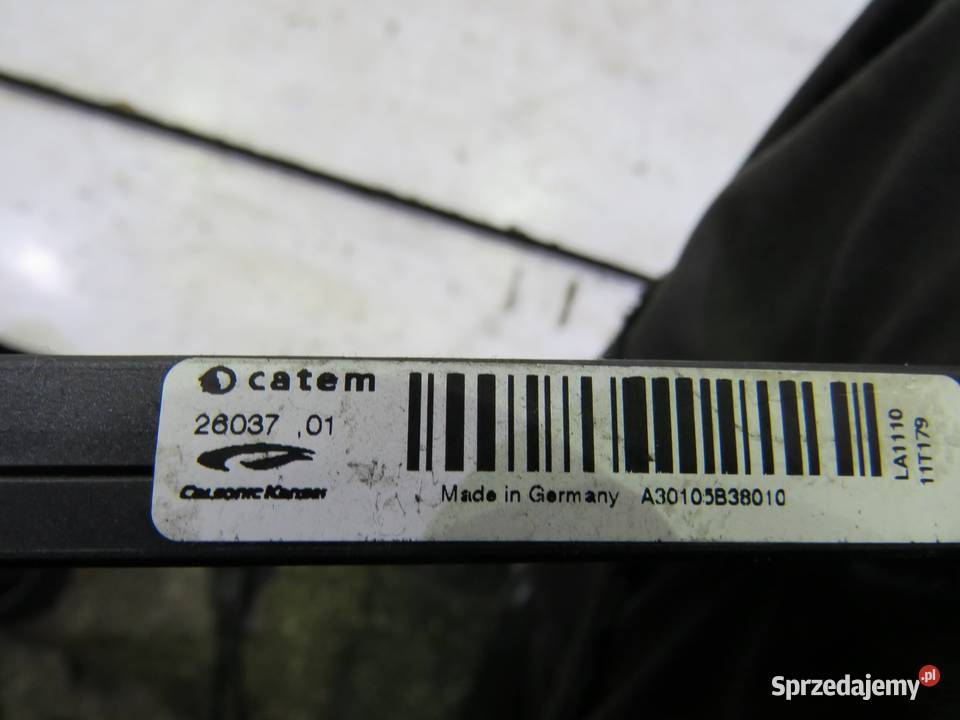 catem
26037 ,01
Calsonic Kansei
Made in Germany A30105B38010
LA1110
11T179
Sprzedajemy.pl